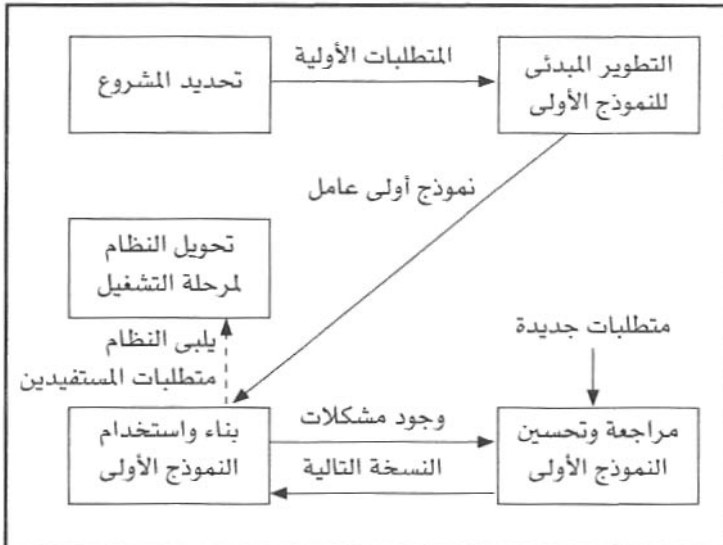 تحديد المشروع
المتطلبات الأولية
التطوير المبدئى
للنموذج الأولى
نموذج أولى عامل
تحويل النظام
لمرحلة التشغيل
يلبى النظام
متطلبات المستفيدين
متطلبات جديدة
بناء واستخدام
النموذج الأولى
وجود مشكلات
النسخة التالية
مراجعة وتحسين
النموذج الأولى